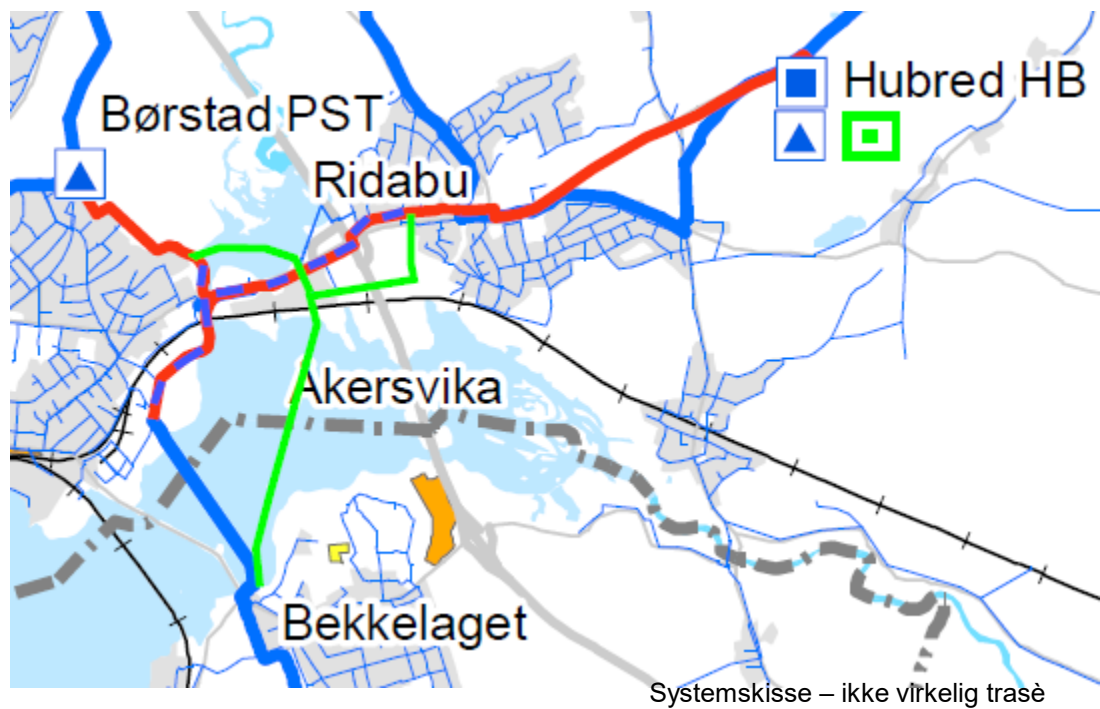 Hubred HB
Børstad PST
Ridabu
Akersvika
Bekkelaget
Systemskisse – ikke virkelig trasè